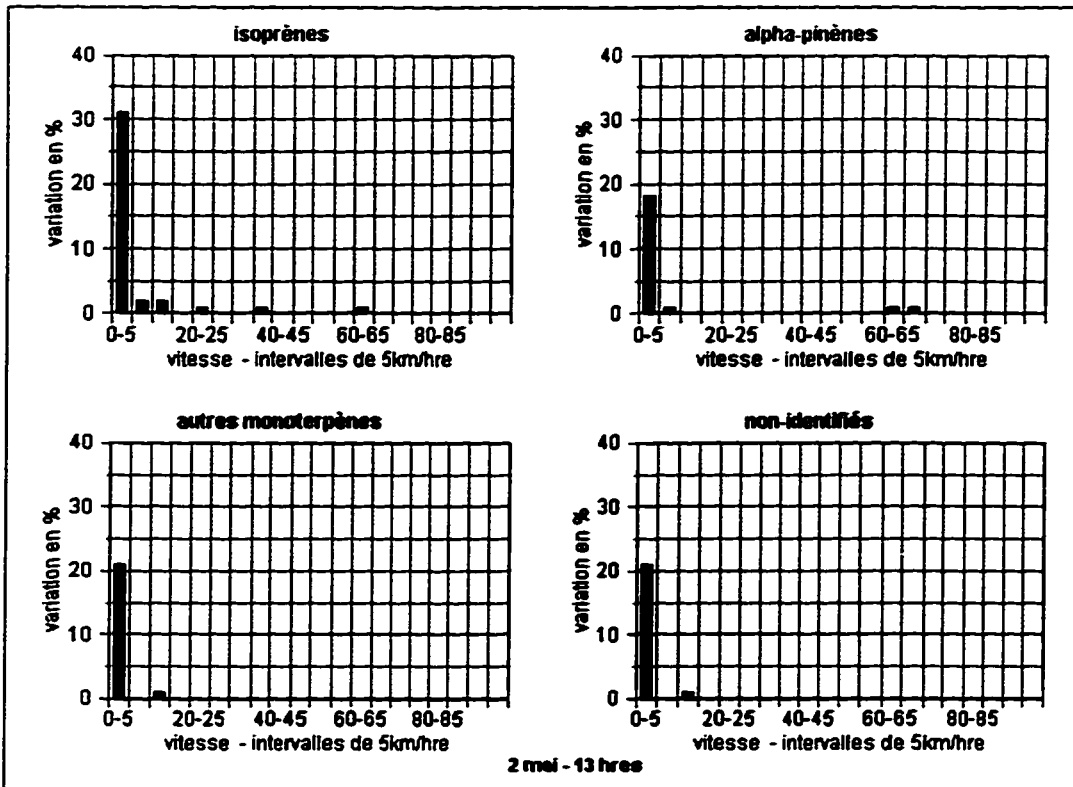 isoprènes
40
30
20
10
0
variation en %
0-5 20-25 40-45 60-65 80-85
vitesse - intervalles de 5km/hre
alpha-pinènes
40
30
20
10
0
variation en %
0-5 20-25 40-45 60-65 80-85
vitesse - intervalles de 5km/hre
autres monoterpènes
40
30
20
10
0
variation en %
0-5 20-25 40-45 60-65 80-85
vitesse - intervalles de 5km/hre
non-identifiés
40
30
20
10
0
variation en %
0-5 20-25 40-45 60-65 80-85
vitesse - intervalles de 5km/hre
2 mai - 13 hres